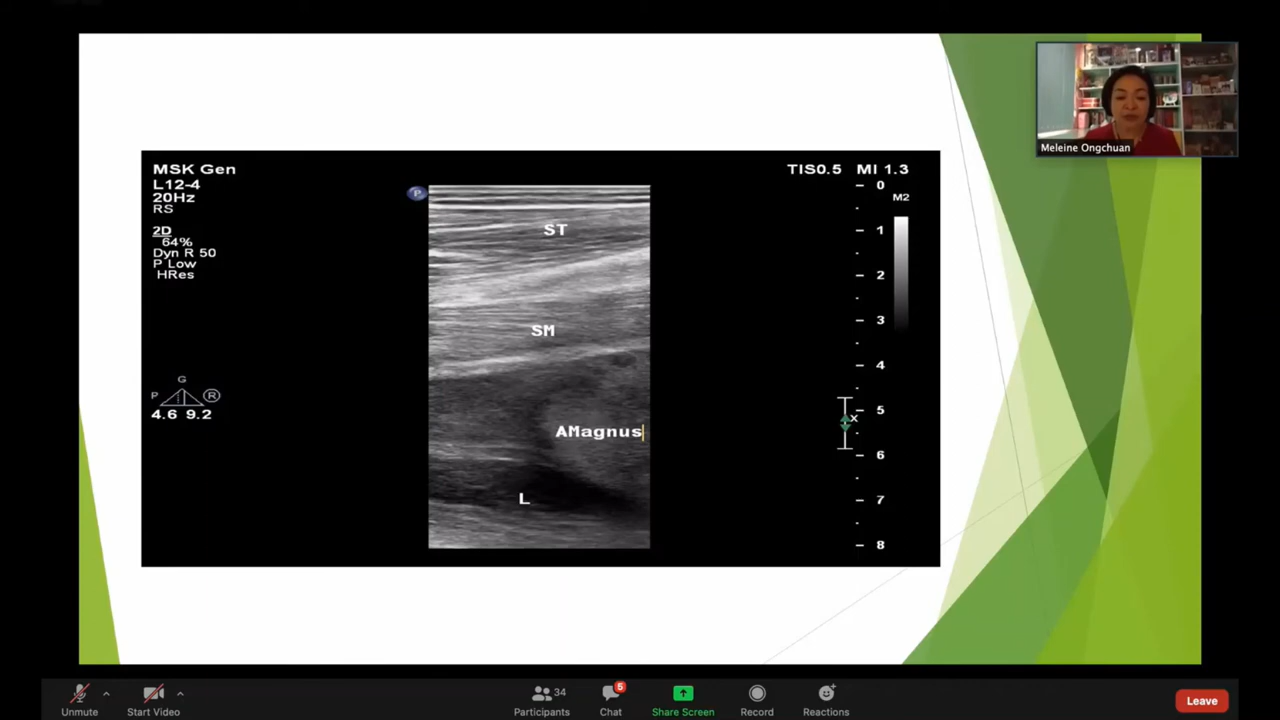 Meleine Ongchuan
MSK Gen
L12-4
20Hz
RS
2D
64%
Dyn R 50
P Low
HRes
P
G
P R
4.6 9.2
ST
SM
AMagnus
L
TIS0.5 MI 1.3
M2
0
1
2
3
4
5
x
6
7
8
Unmute
Start Video
34
Participants
5
Chat
Share Screen
Record
Reactions
Leave